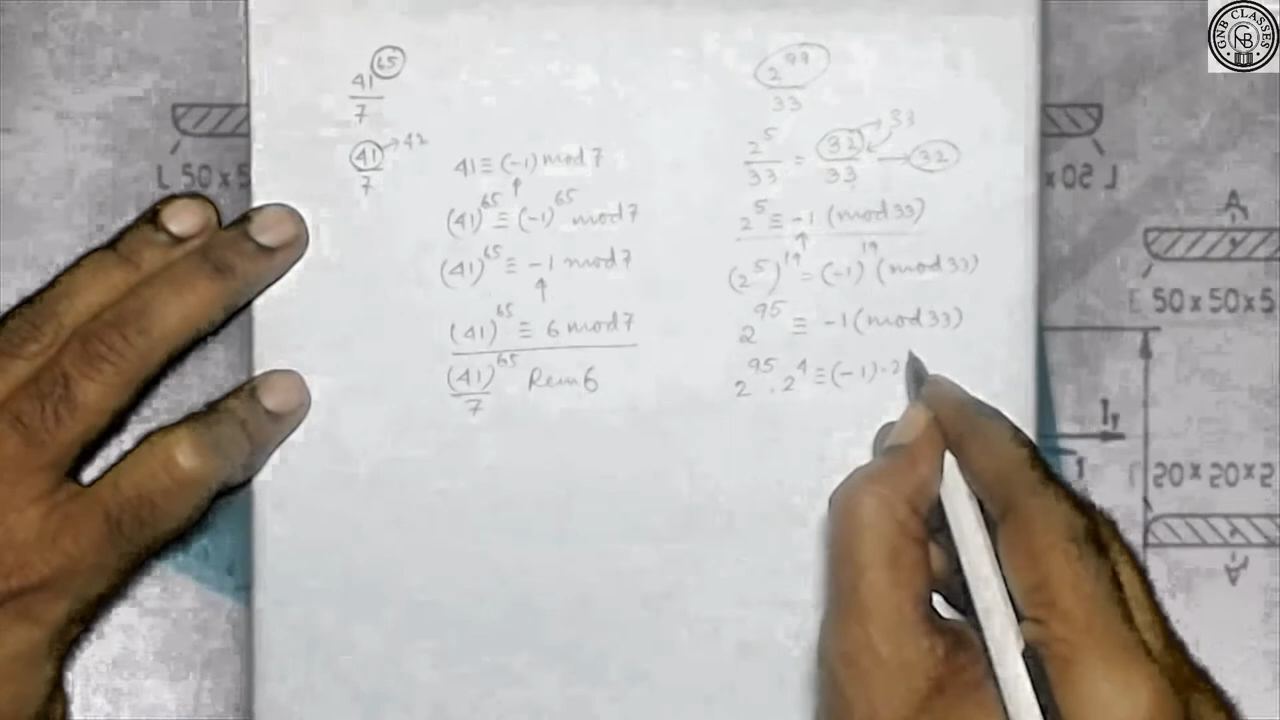 41^65
7
41 → 42
7
41 ≡ (-1) mod 7
(41)^65 ≡ (-1)^65 mod 7
(41)^65 ≡ -1 mod 7
(41)^65 ≡ 6 mod 7
(41)^65 Rem 6
7
2^99
33
2^5 = 32 → 33
33 33 → 32
2^5 ≡ -1 (mod 33)
(2^5)^19 = (-1)^19 (mod 33)
2^95 ≡ -1 (mod 33)
2^95 . 2^4 ≡ (-1) . 2
GNB CLASSES
NB
L 50 x 5
L 50 x
A
50 x 50 x 5
20 x 20 x 2
A